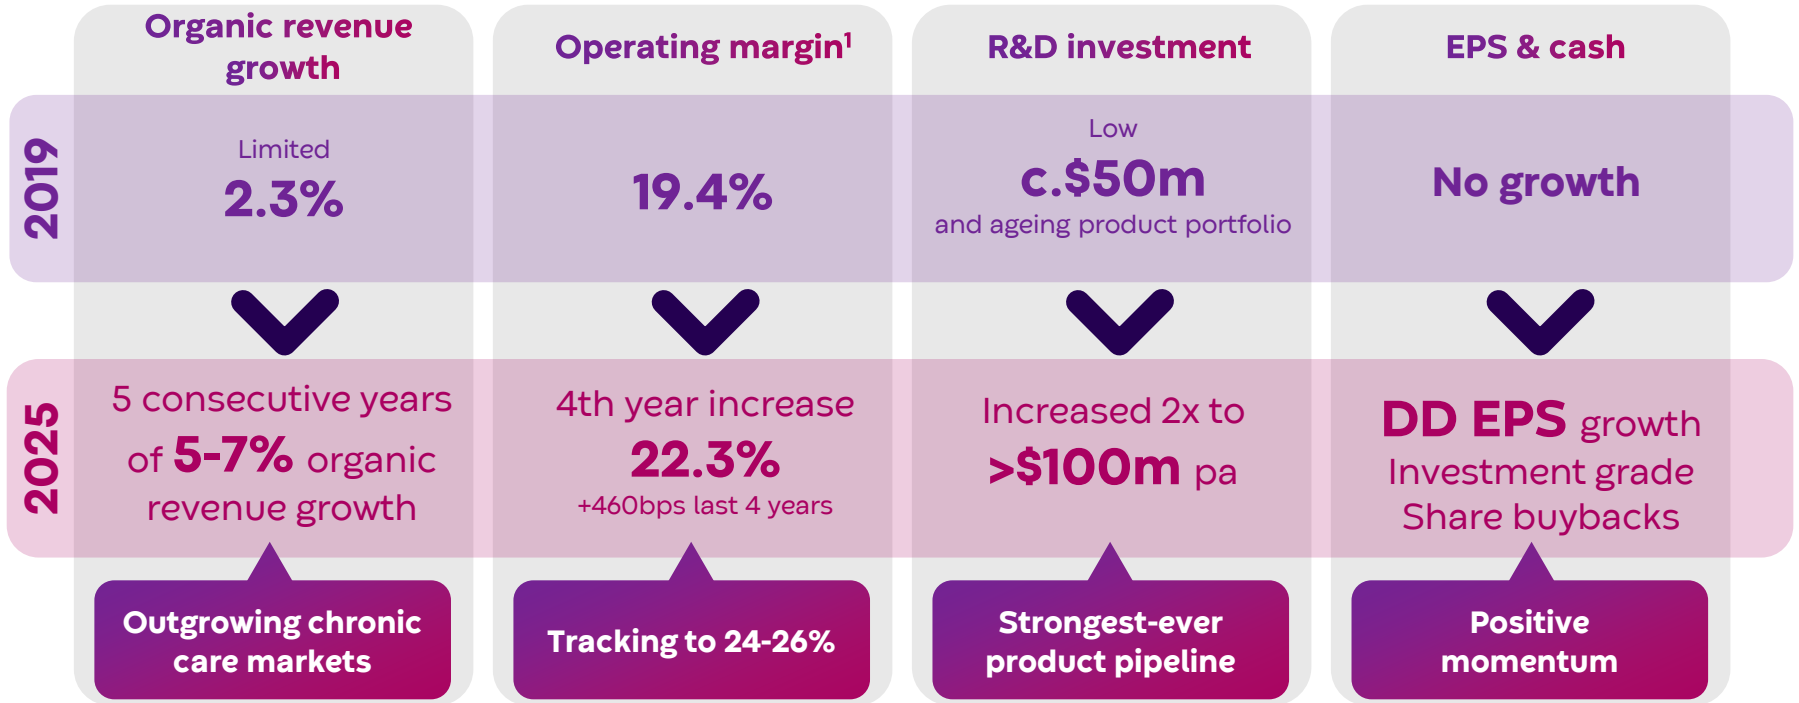 Organic revenue
growth
Operating margin¹
R&D investment
EPS & cash
2019
Limited
2.3%
19.4%
Low
c.$50m
and ageing product portfolio
No growth
2025
5 consecutive years
of 5-7% organic
revenue growth
4th year increase
22.3%
+460bps last 4 years
Increased 2x to
>$100m pa
DD EPS growth
Investment grade
Share buybacks
Outgrowing chronic
care markets
Tracking to 24-26%
Strongest-ever
product pipeline
Positive
momentum